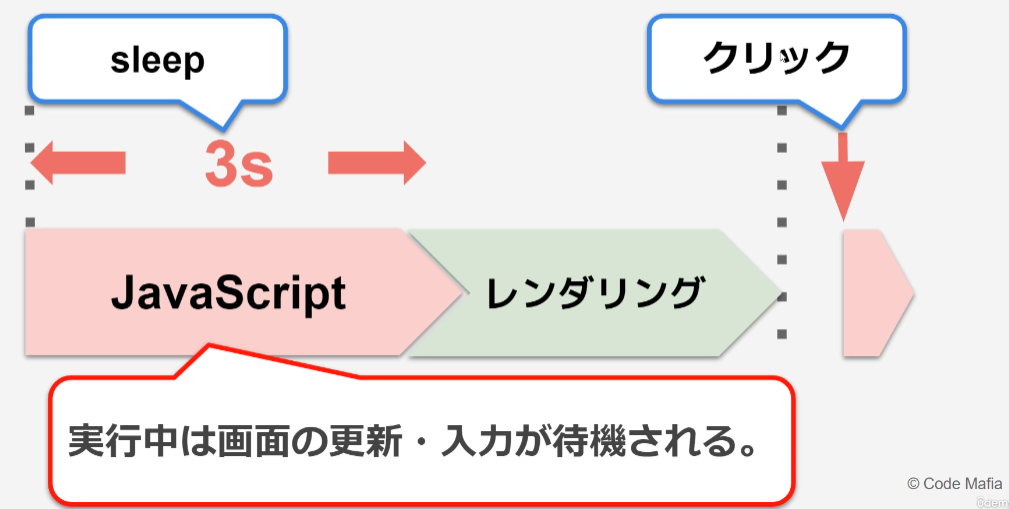 sleep
クリック
3s
JavaScript
レンダリング
実行中は画面の更新・入力が待機される。
© Code Mafia